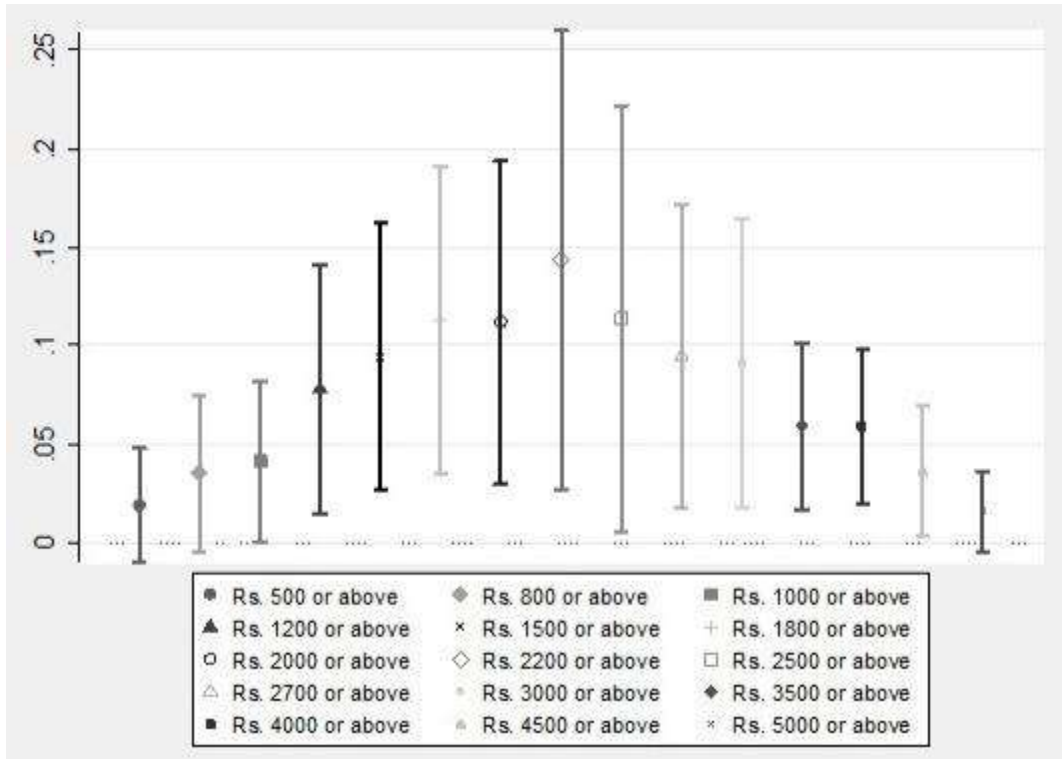 .25
.2
.15
.1
.05
0
Rs. 500 or above Rs. 800 or above Rs. 1000 or above
Rs. 1200 or above Rs. 1500 or above Rs. 1800 or above
Rs. 2000 or above Rs. 2200 or above Rs. 2500 or above
Rs. 2700 or above Rs. 3000 or above Rs. 3500 or above
Rs. 4000 or above Rs. 4500 or above Rs. 5000 or above